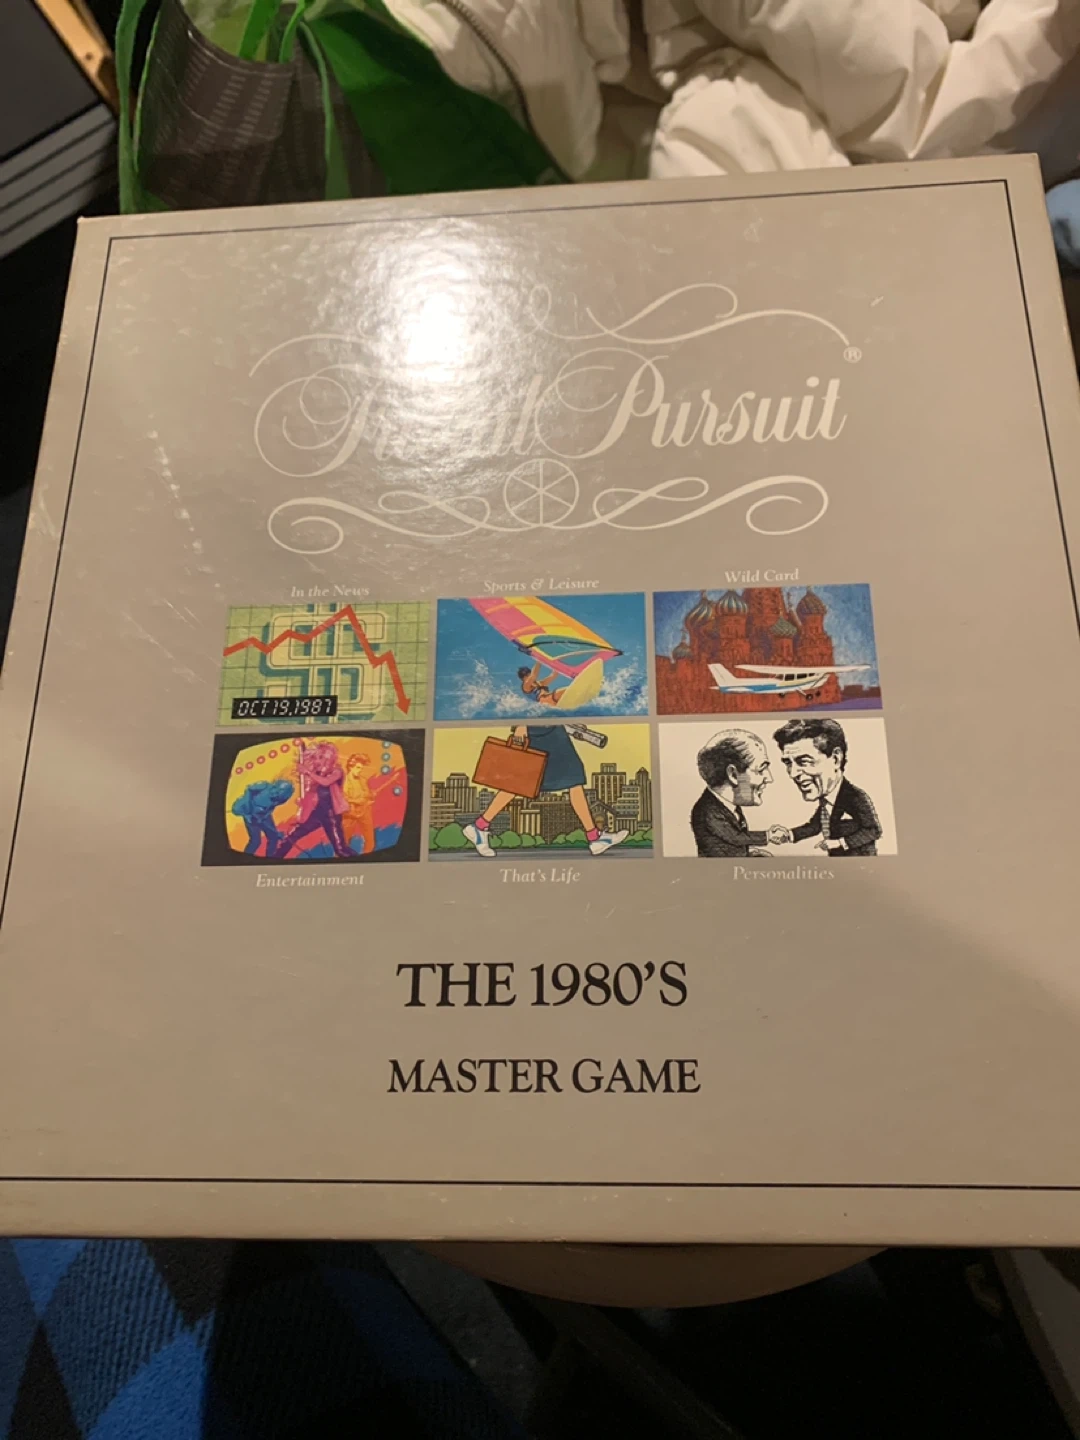 Trivial Pursuit®
In the News
Sports & Leisure
Wild Card
OCT 19,1987
Entertainment
That's Life
Personalities
THE 1980'S
MASTER GAME